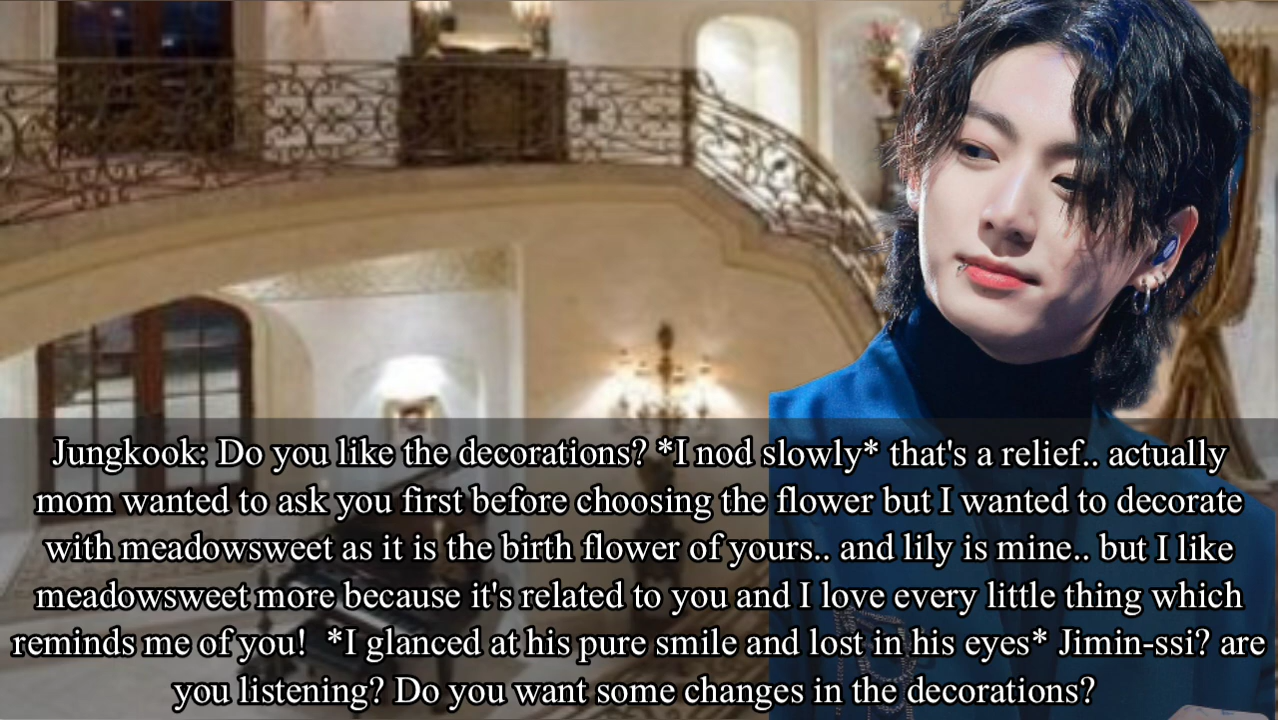 Jungkook: Do you like the decorations? *I nod slowly* that's a relief.. actually
mom wanted to ask you first before choosing the flower but I wanted to decorate
with meadowsweet as it is the birth flower of yours.. and lily is mine.. but I like
meadowsweet more because it's related to you and I love every little thing which
reminds me of you!  *I glanced at his pure smile and lost in his eyes* Jimin-ssi? are
you listening? Do you want some changes in the decorations?